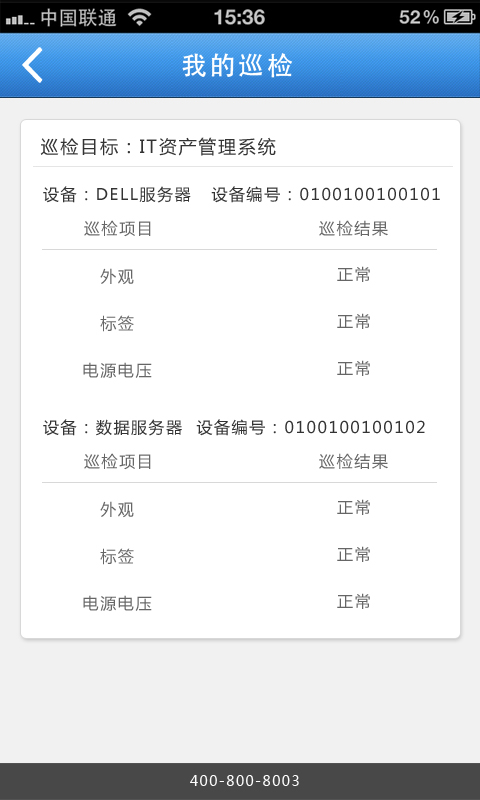 中国联通 15:36 52%
我的巡检
巡检目标：IT资产管理系统
设备：DELL服务器 设备编号：0100100100101
巡检项目 巡检结果
外观 正常
标签 正常
电源电压 正常
设备：数据服务器 设备编号：0100100100102
巡检项目 巡检结果
外观 正常
标签 正常
电源电压 正常
400-800-8003